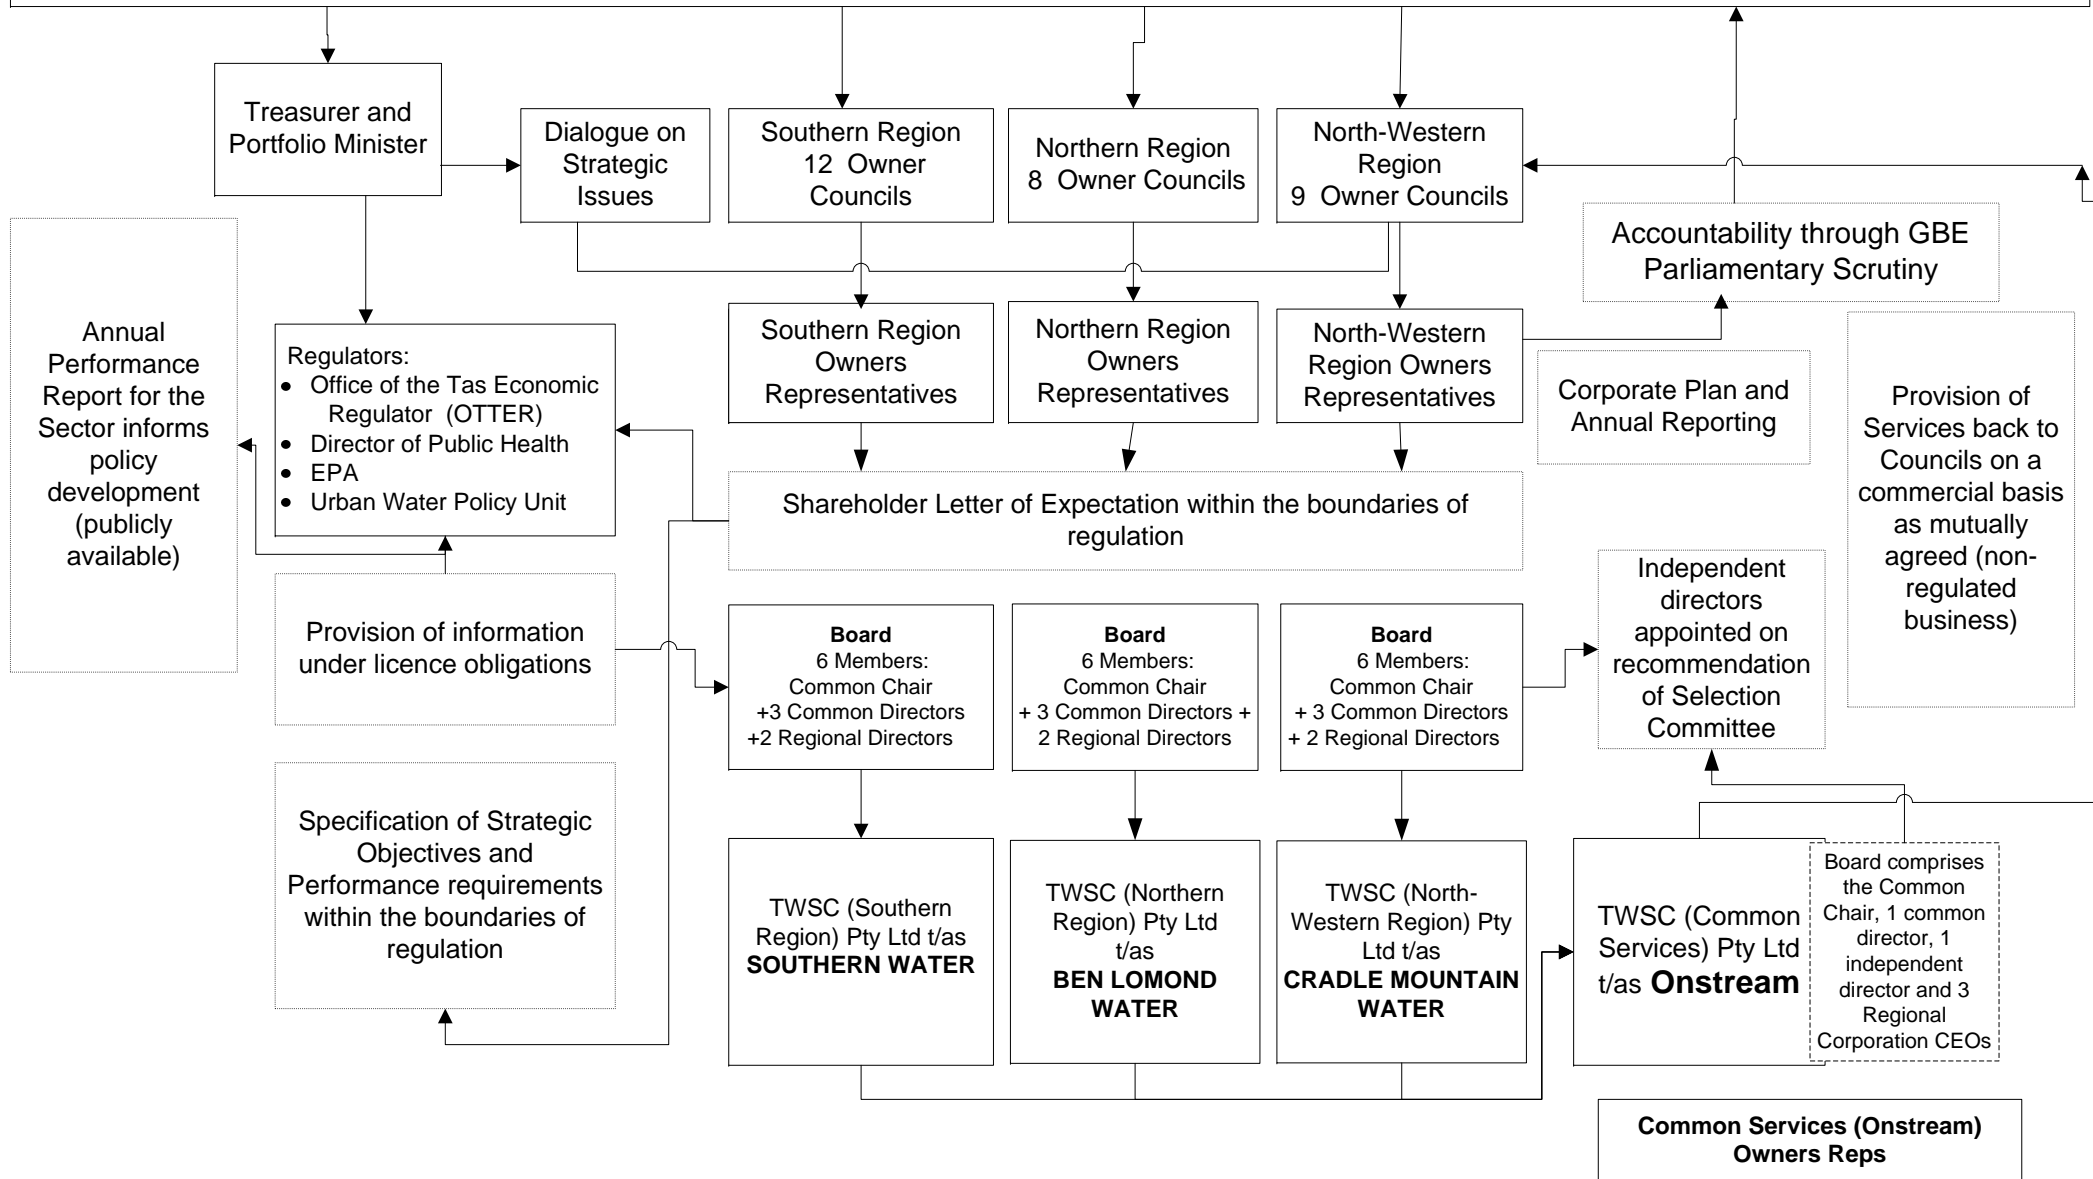 Treasurer and
Portfolio Minister
Dialogue on
Strategic
Issues
Southern Region
12 Owner
Councils
Northern Region
8 Owner Councils
North-Western
Region
9 Owner Councils
Accountability through GBE
Parliamentary Scrutiny
Annual
Performance
Report for the
Sector informs
policy
development
(publicly
available)
Regulators:
• Office of the Tas Economic
Regulator (OTTER)
• Director of Public Health
• EPA
• Urban Water Policy Unit
Southern Region
Owners
Representatives
Northern Region
Owners
Representatives
North-Western
Region Owners
Representatives
Corporate Plan and
Annual Reporting
Provision of
Services back to
Councils on a
commercial basis
as mutually
agreed (non-
regulated
business)
Shareholder Letter of Expectation within the boundaries of
regulation
Provision of information
under licence obligations
Board
6 Members:
Common Chair
+3 Common Directors
+2 Regional Directors
Board
6 Members:
Common Chair
+ 3 Common Directors +
2 Regional Directors
Board
6 Members:
Common Chair
+ 3 Common Directors
+ 2 Regional Directors
Independent
directors
appointed on
recommendation
of Selection
Committee
Specification of Strategic
Objectives and
Performance requirements
within the boundaries of
regulation
TWSC (Southern
Region) Pty Ltd t/as
SOUTHERN WATER
TWSC (Northern
Region) Pty Ltd
t/as
BEN LOMOND
WATER
TWSC (North-
Western Region) Pty
Ltd t/as
CRADLE MOUNTAIN
WATER
TWSC (Common
Services) Pty Ltd
t/as Onstream
Board comprises
the Common
Chair, 1 common
director, 1
independent
director and 3
Regional
Corporation CEOs
Common Services (Onstream)
Owners Reps